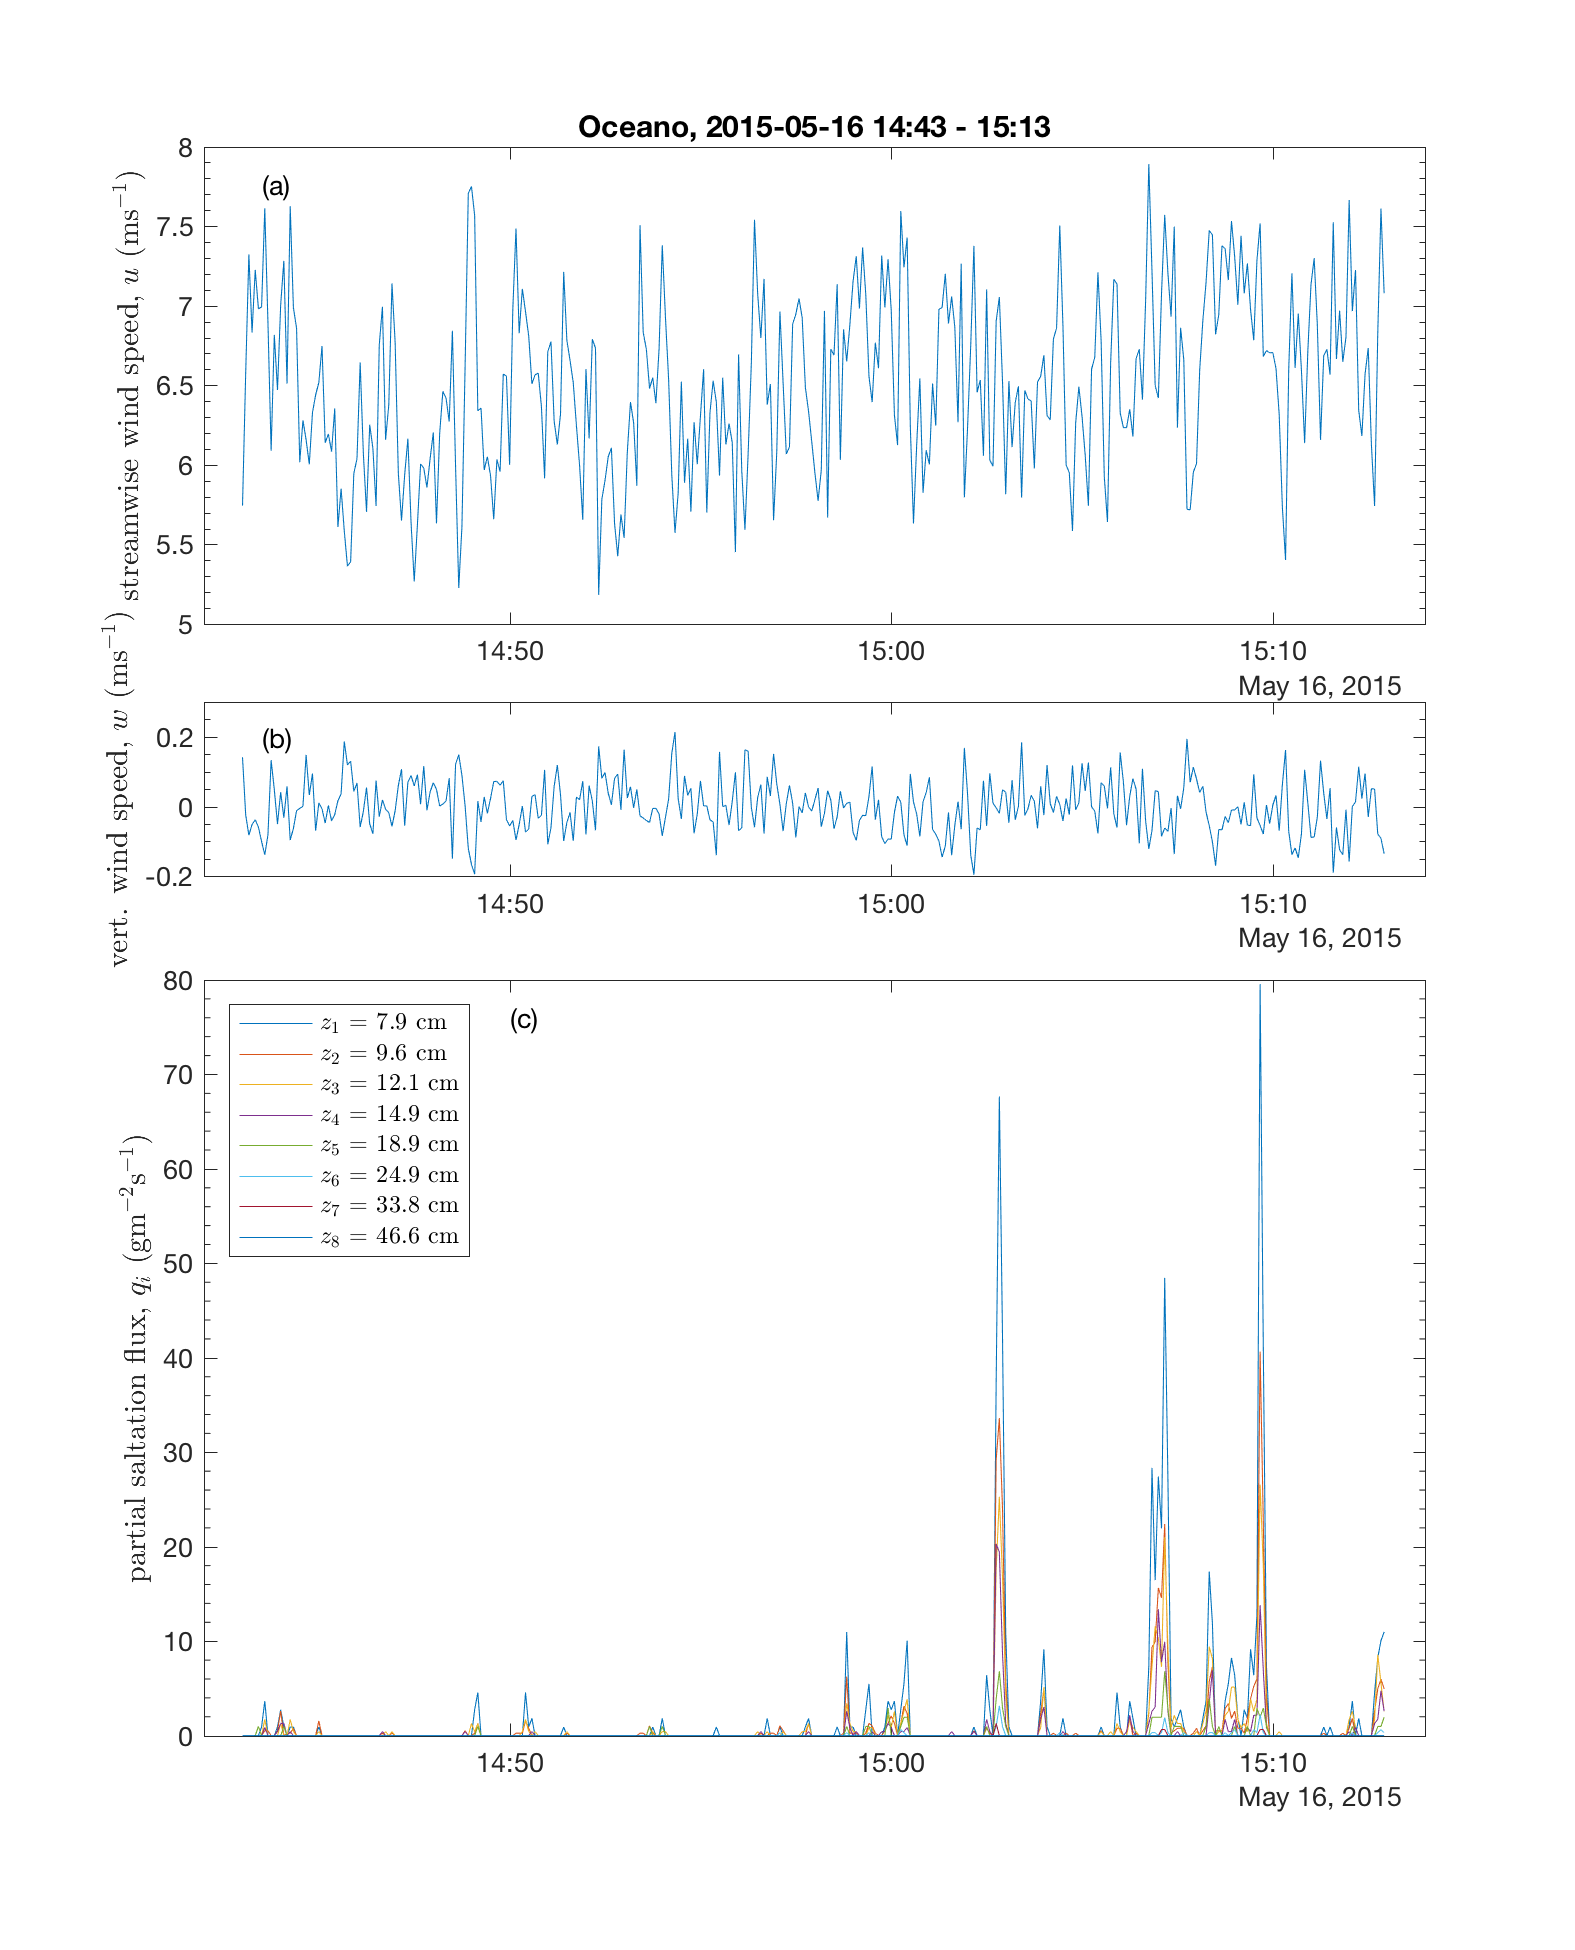 Oceano, 2015-05-16 14:43 - 15:13
(a)
streamwise wind speed, u (ms⁻¹)
8
7.5
7
6.5
6
5.5
5
14:50 15:00 15:10
May 16, 2015
(b)
vert. wind speed, w (ms⁻¹)
0.2
0
-0.2
14:50 15:00 15:10
May 16, 2015
(c)
partial saltation flux, qᵢ (gm⁻²s⁻¹)
80
70
60
50
40
30
20
10
0
z₁ = 7.9 cm
z₂ = 9.6 cm
z₃ = 12.1 cm
z₄ = 14.9 cm
z₅ = 18.9 cm
z₆ = 24.9 cm
z₇ = 33.8 cm
z₈ = 46.6 cm
14:50 15:00 15:10
May 16, 2015